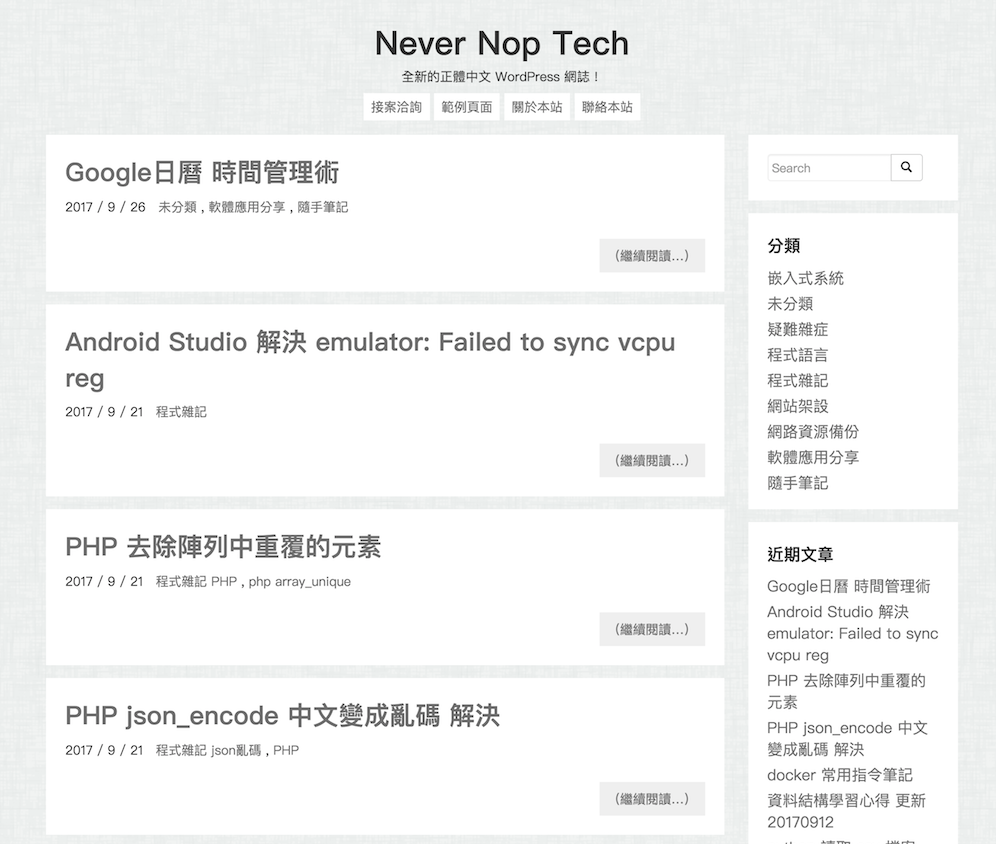 Never Nop Tech
全新的正體中文 WordPress 網誌！
接案洽詢 範例頁面 關於本站 聯絡本站
Google日曆 時間管理術
2017 / 9 / 26 未分類 , 軟體應用分享 , 隨手筆記
(繼續閱讀…)
Android Studio 解決 emulator: Failed to sync vcpu
reg
2017 / 9 / 21 程式雜記
(繼續閱讀…)
PHP 去除陣列中重覆的元素
2017 / 9 / 21 程式雜記 PHP , php array_unique
(繼續閱讀…)
PHP json_encode 中文變成亂碼 解決
2017 / 9 / 21 程式雜記 json亂碼 , PHP
(繼續閱讀…)
Search
分類
嵌入式系統
未分類
疑難雜症
程式語言
程式雜記
網站架設
網路資源備份
軟體應用分享
隨手筆記
近期文章
Google日曆 時間管理術
Android Studio 解決
emulator: Failed to sync
vcpu reg
PHP 去除陣列中重覆的
元素
PHP json_encode 中文
變成亂碼 解決
docker 常用指令筆記
資料結構學習心得 更新
20170912